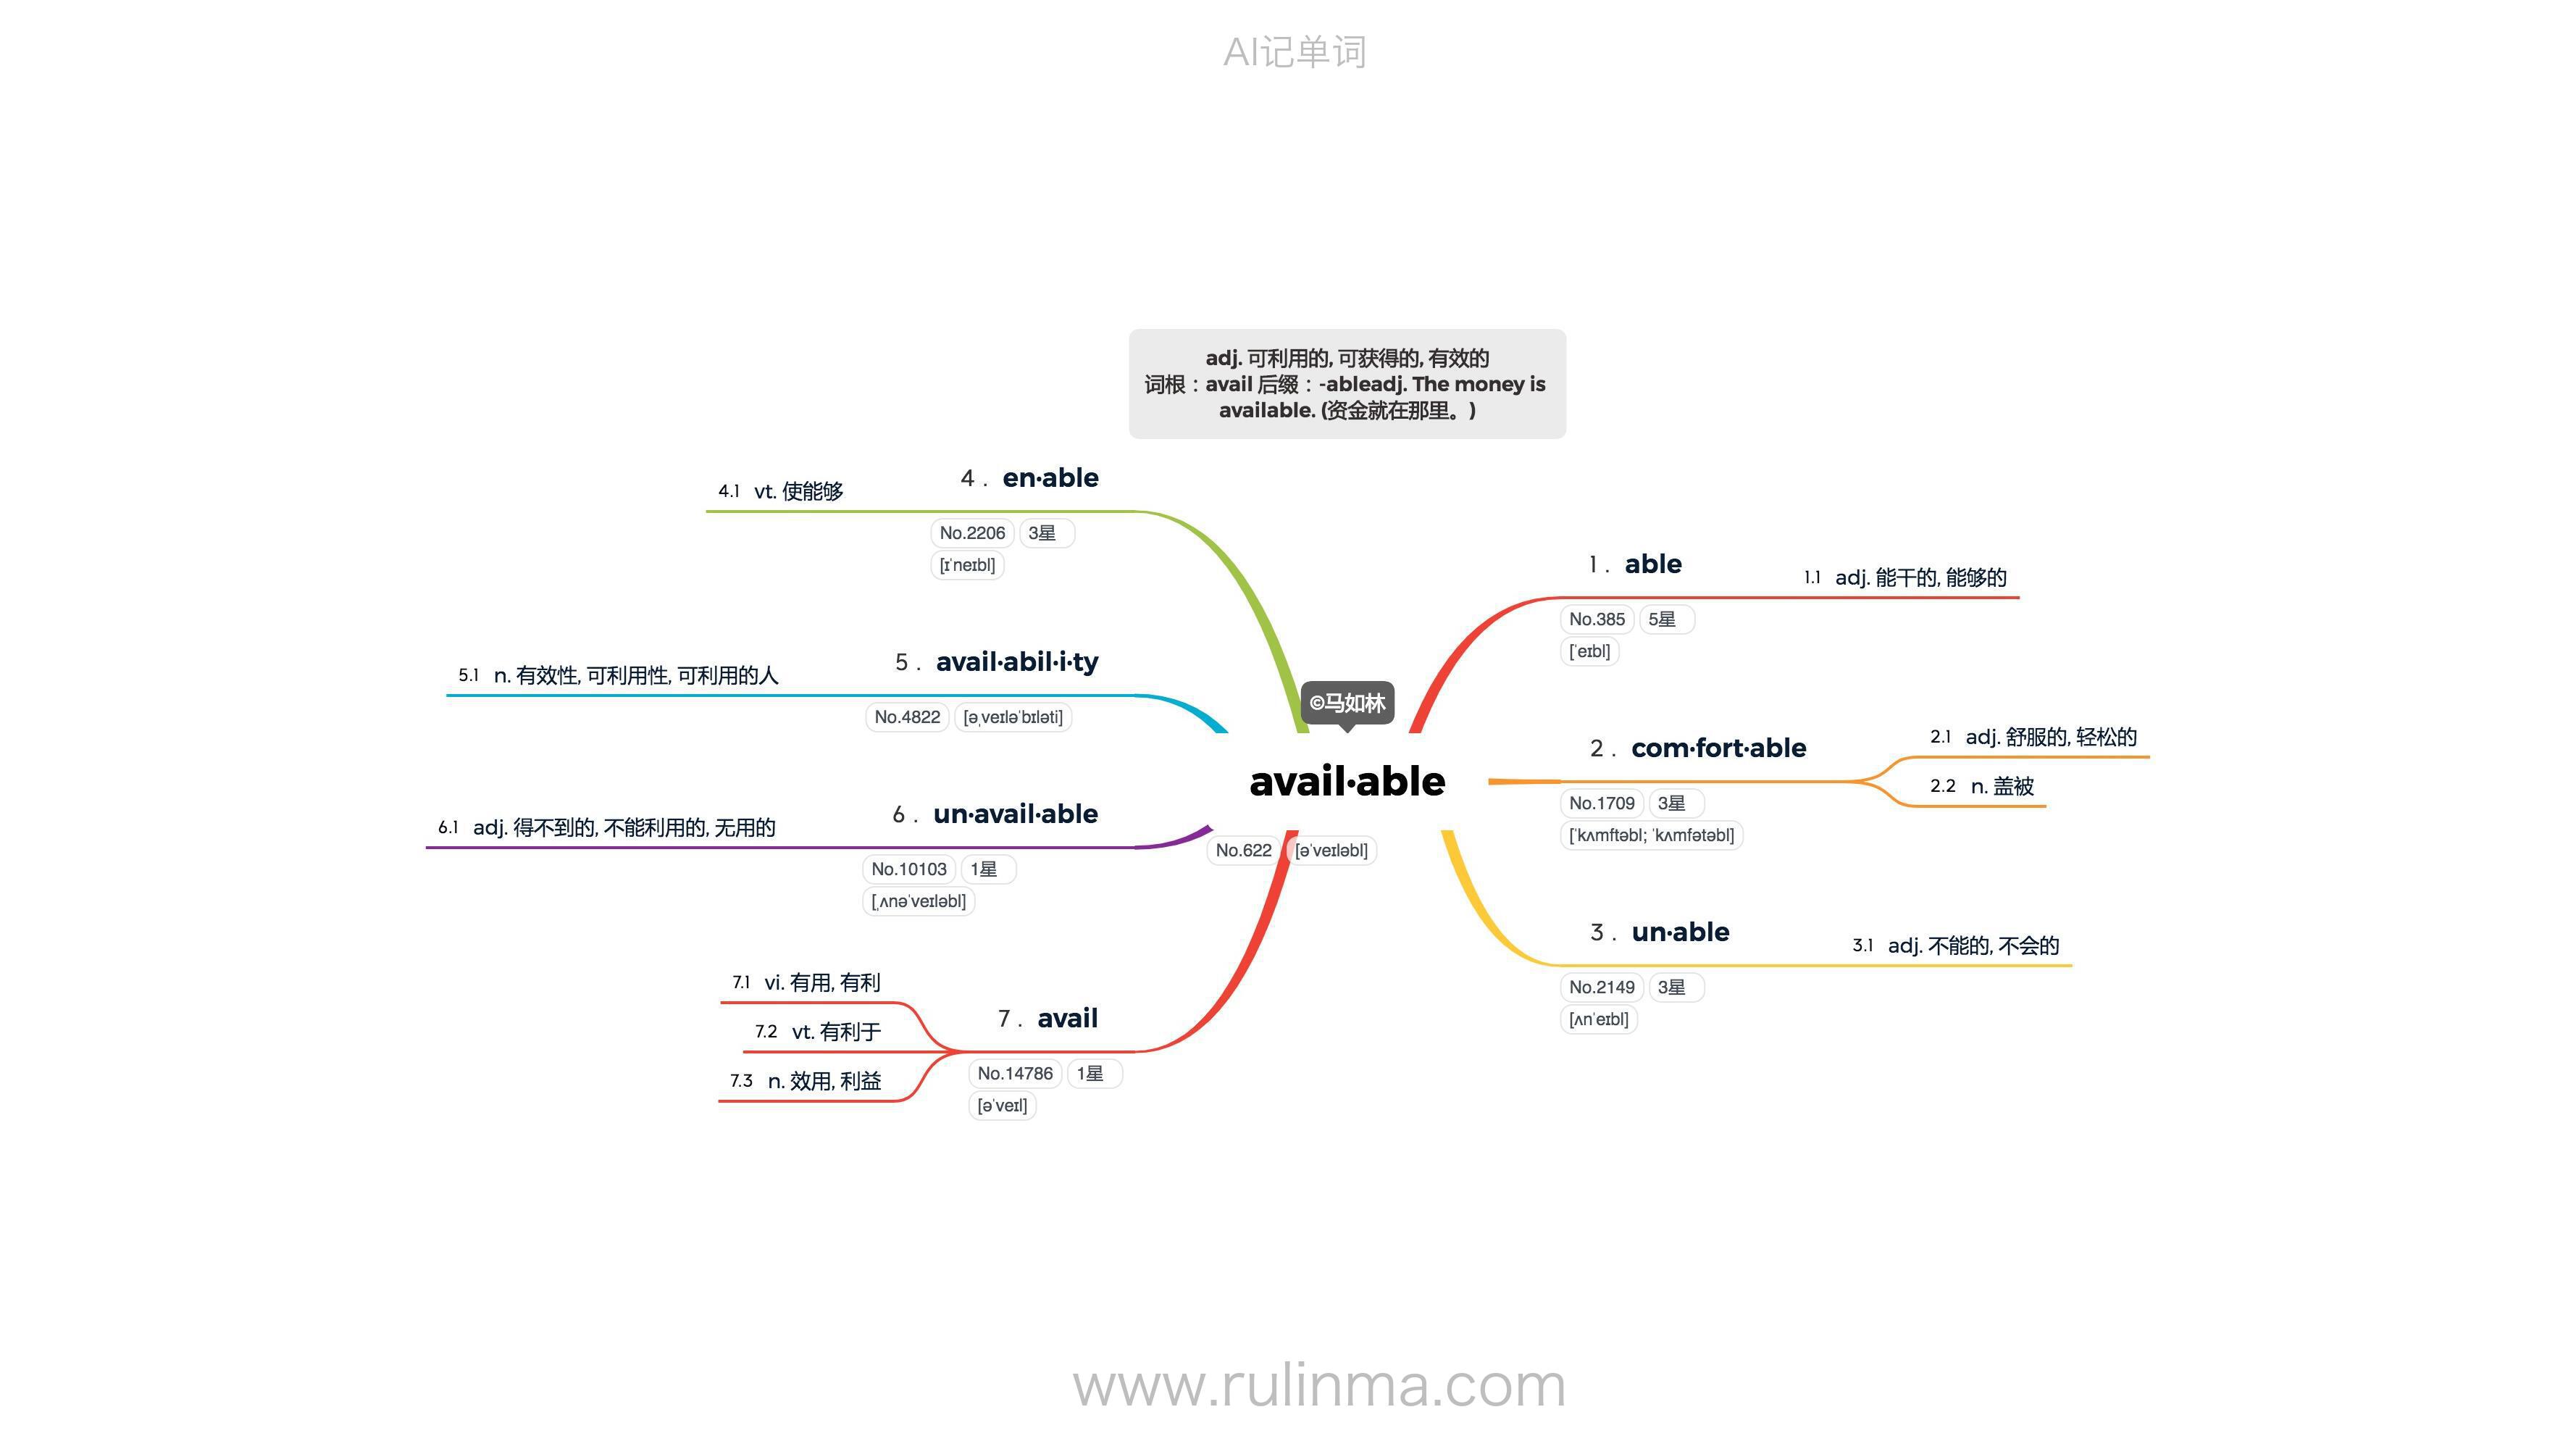 AI记单词
adj. 可利用的, 可获得的, 有效的
词根：avail 后缀：-ableadj. The money is
available. (资金就在那里。)
©马如林
avail·able
No.622 [əˈveɪləbl]
1 . able
No.385 5星
[ˈeɪbl]
1.1 adj. 能干的, 能够的
2 . com·fort·able
No.1709 3星
[ˈkʌmftəbl; ˈkʌmfətəbl]
2.1 adj. 舒服的, 轻松的
2.2 n. 盖被
3 . un·able
No.2149 3星
[ʌnˈeɪbl]
3.1 adj. 不能的, 不会的
4 . en·able
No.2206 3星
[ɪˈneɪbl]
4.1 vt. 使能够
5 . avail·abil·i·ty
No.4822 [əˌveɪləˈbɪləti]
5.1 n. 有效性, 可利用性, 可利用的人
6 . un·avail·able
No.10103 1星
[ˌʌnəˈveɪləbl]
6.1 adj. 得不到的, 不能利用的, 无用的
7 . avail
No.14786 1星
[əˈveɪl]
7.1 vi. 有用, 有利
7.2 vt. 有利于
7.3 n. 效用, 利益
www.rulinma.com